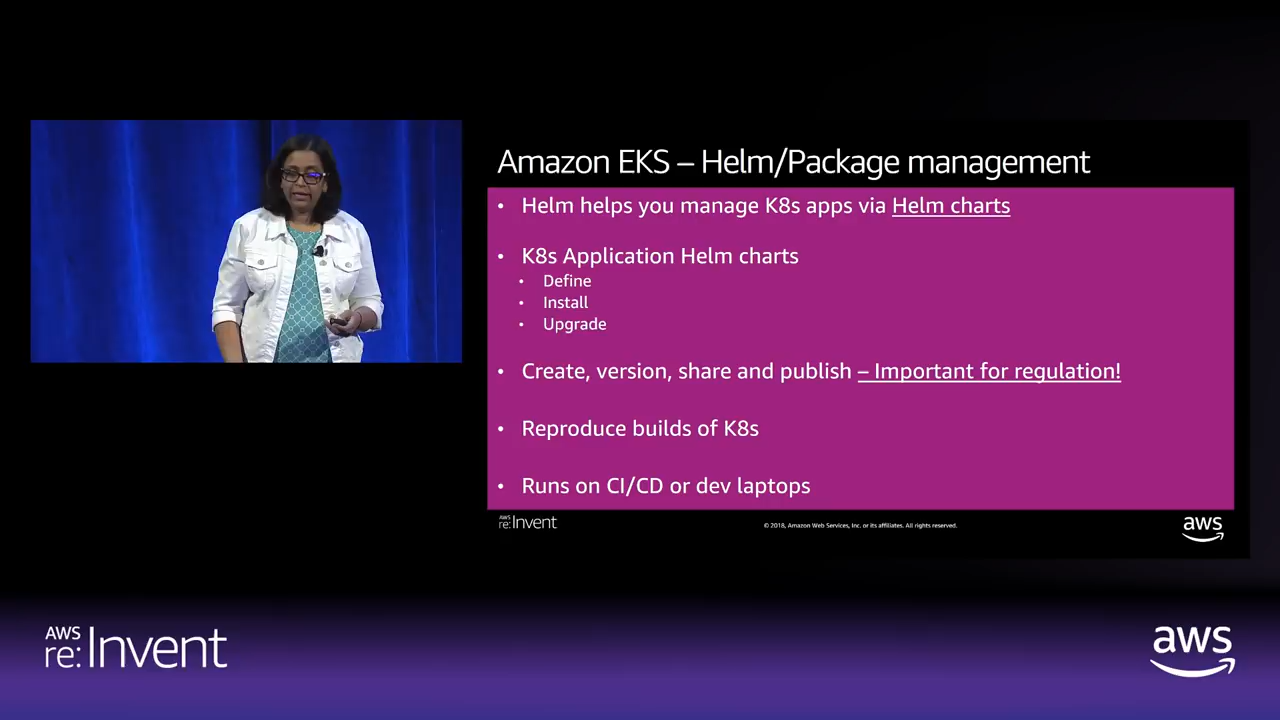 Amazon EKS – Helm/Package management
• Helm helps you manage K8s apps via Helm charts
• K8s Application Helm charts
• Define
• Install
• Upgrade
• Create, version, share and publish – Important for regulation!
• Reproduce builds of K8s
• Runs on CI/CD or dev laptops
AWS
re:Invent
© 2018, Amazon Web Services, Inc. or its affiliates. All rights reserved.
aws
AWS
re:Invent
aws